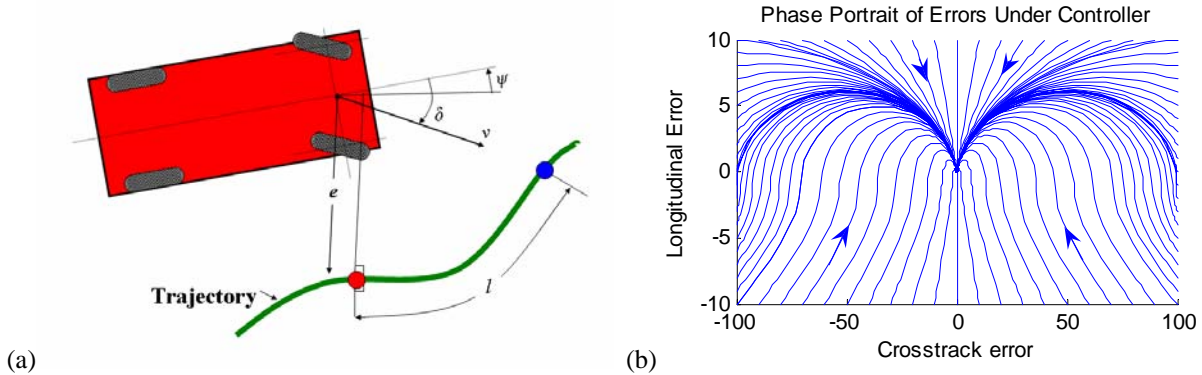 (a)
ψ
δ
v
e
l
Trajectory
(b)
Phase Portrait of Errors Under Controller
Longitudinal Error
10
5
0
-5
-10
-100
-50
0
50
100
Crosstrack error